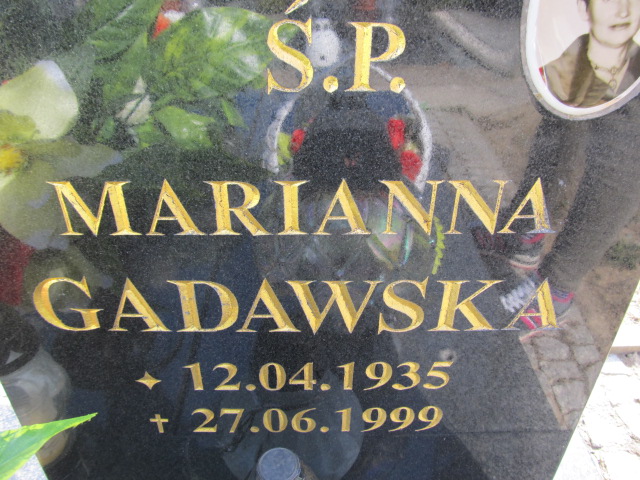 Ś.P.
MARIANNA
GADAWSKA
✦ 12.04.1935
✝ 27.06.1999